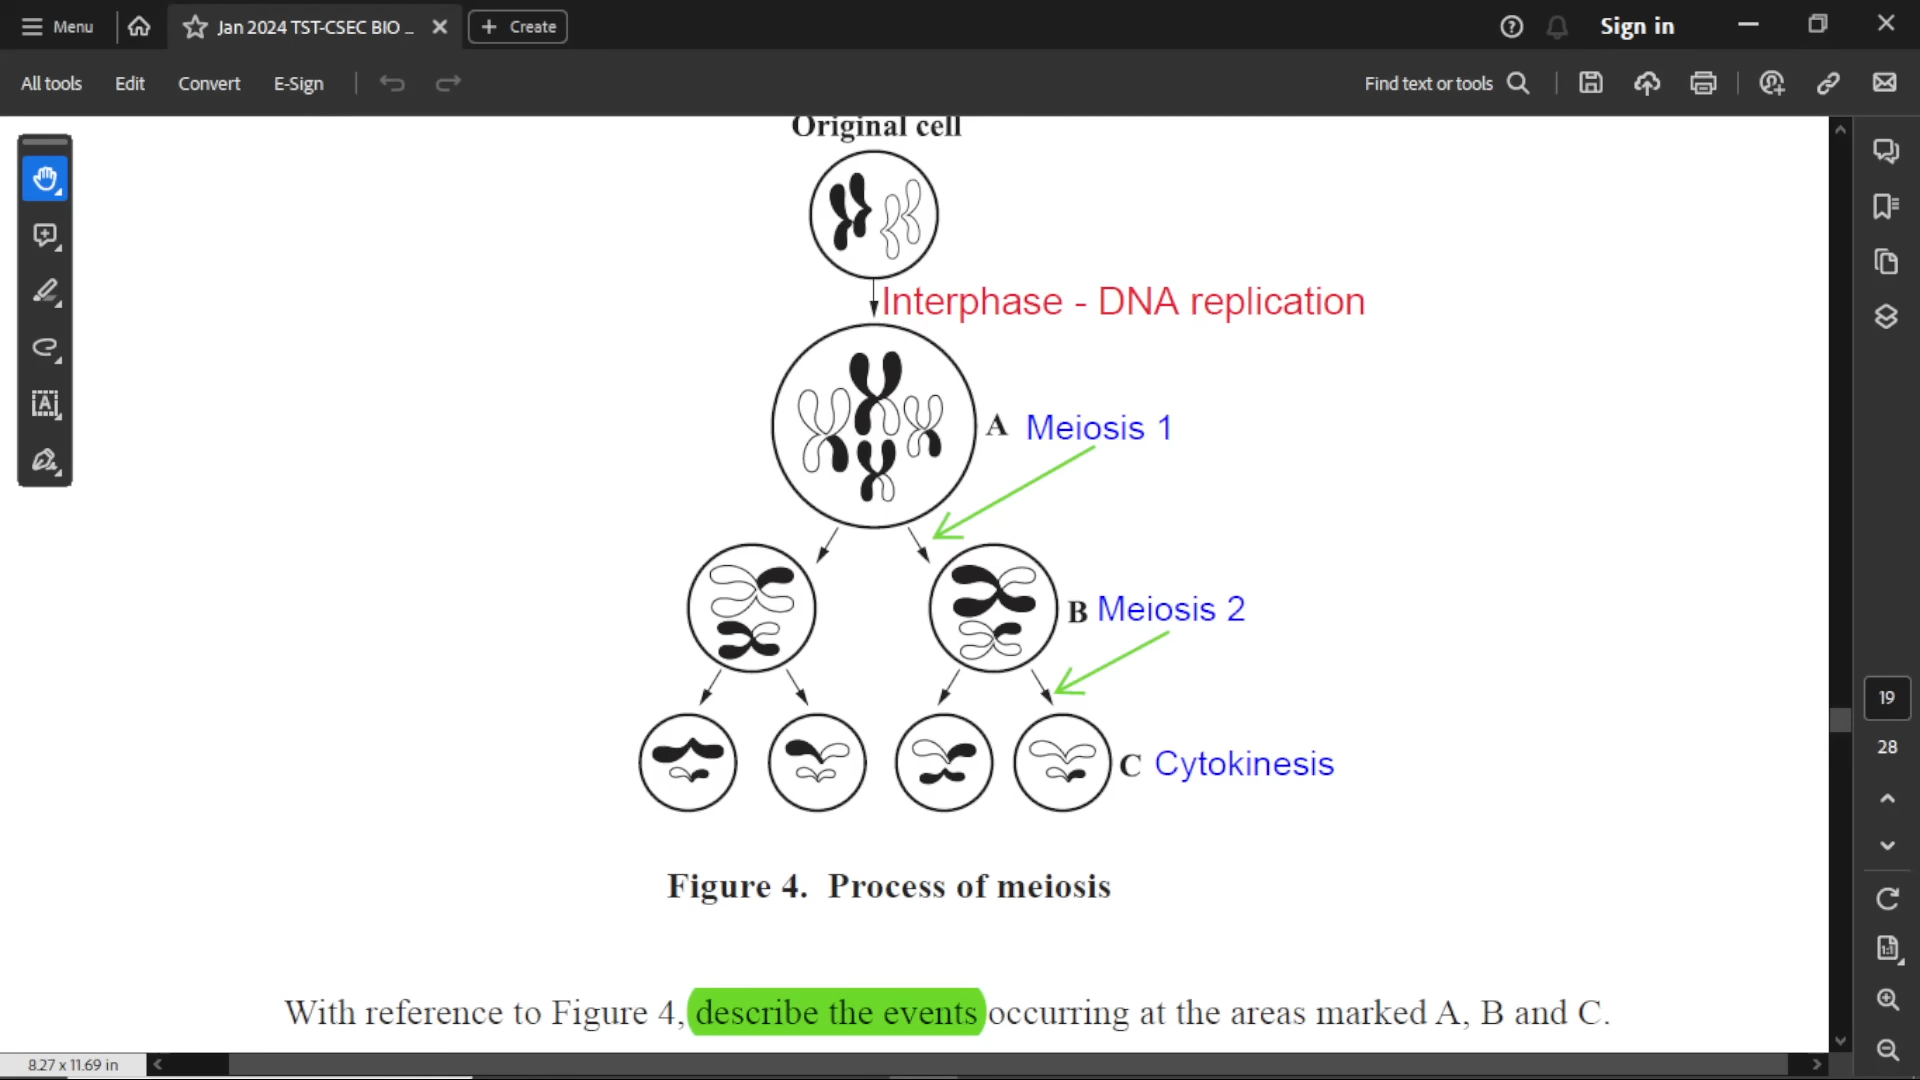 Menu
Jan 2024 TST-CSEC BIO _
Create
Sign in
All tools
Edit
Convert
E-Sign
Find text or tools
Original cell
Interphase - DNA replication
A Meiosis 1
B Meiosis 2
C Cytokinesis
Figure 4. Process of meiosis
With reference to Figure 4, describe the events occurring at the areas marked A, B and C.
19
28
1:1
8.27 x 11.69 in